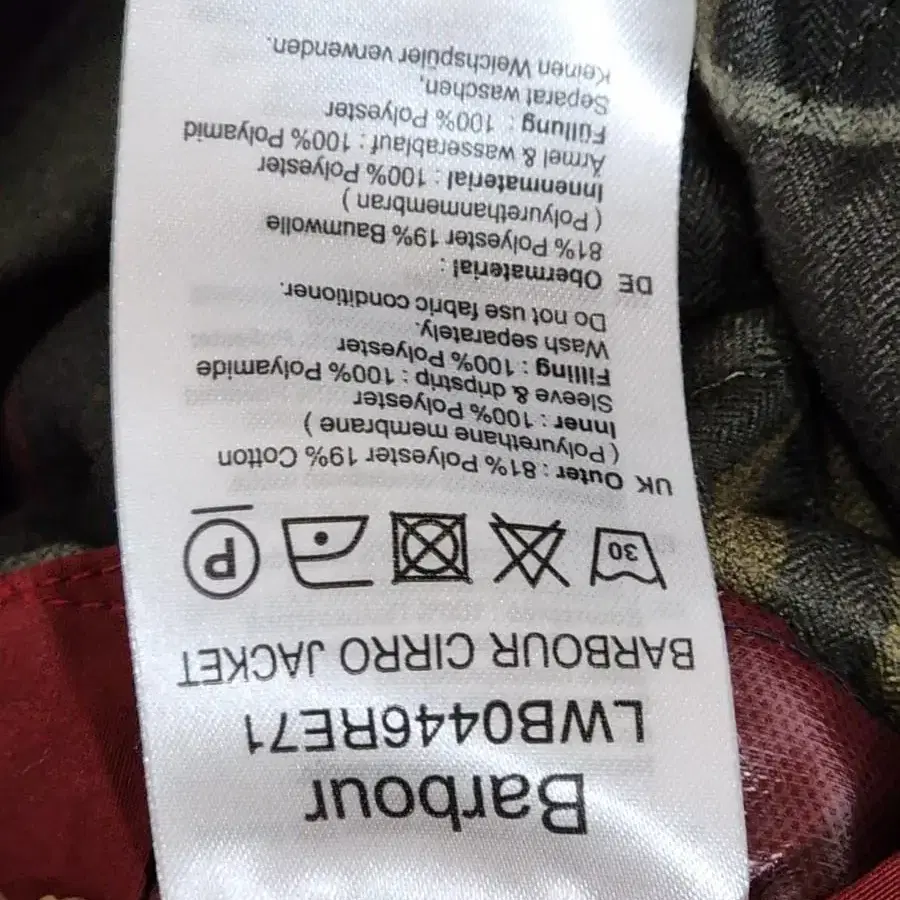 Barbour
LWB0446RE71
BARBOUR CIRRO JACKET
30
P
UK Outer : 81% Polyester 19% Cotton
( Polyurethane membrane )
Inner : 100% Polyester
Sleeve & dripstrip : 100% Polyamide
Filling : 100% Polyester
Wash separately.
Do not use fabric conditioner.
DE Obermaterial :
81% Polyester 19% Baumwolle
( Polyurethanmembran )
Innenmaterial : 100% Polyester
Ärmel & wasserablauf : 100% Polyamid
Füllung : 100% Polyester
Separat waschen,
Keinen Weichspüler verwenden.